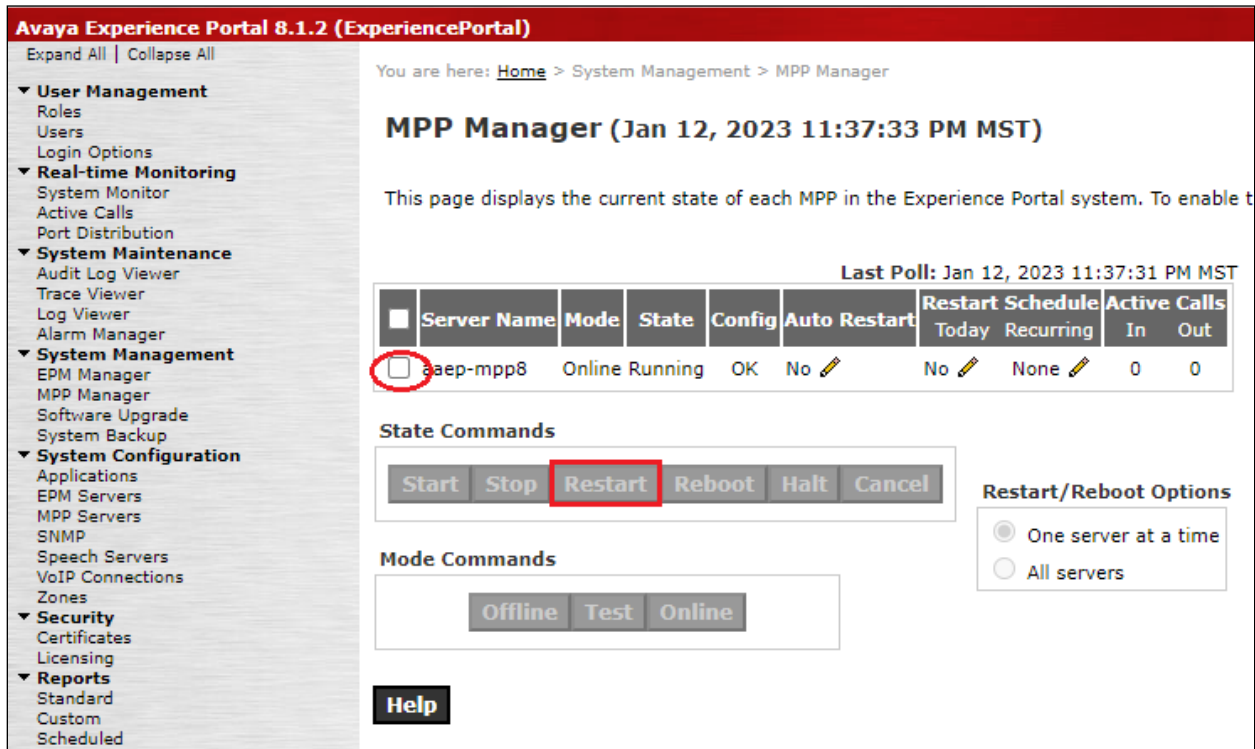 Avaya Experience Portal 8.1.2 (ExperiencePortal)
Expand All | Collapse All
▼ User Management
Roles
Users
Login Options
▼ Real-time Monitoring
System Monitor
Active Calls
Port Distribution
▼ System Maintenance
Audit Log Viewer
Trace Viewer
Log Viewer
Alarm Manager
▼ System Management
EPM Manager
MPP Manager
Software Upgrade
System Backup
▼ System Configuration
Applications
EPM Servers
MPP Servers
SNMP
Speech Servers
VoIP Connections
Zones
▼ Security
Certificates
Licensing
▼ Reports
Standard
Custom
Scheduled
You are here: Home > System Management > MPP Manager
MPP Manager (Jan 12, 2023 11:37:33 PM MST)
This page displays the current state of each MPP in the Experience Portal system. To enable t
Last Poll: Jan 12, 2023 11:37:31 PM MST
Server Name Mode State Config Auto Restart Restart Schedule Active Calls
Today Recurring In Out
aaep-mpp8 Online Running OK No No None 0 0
State Commands
Start Stop Restart Reboot Halt Cancel
Restart/Reboot Options
One server at a time
All servers
Mode Commands
Offline Test Online
Help